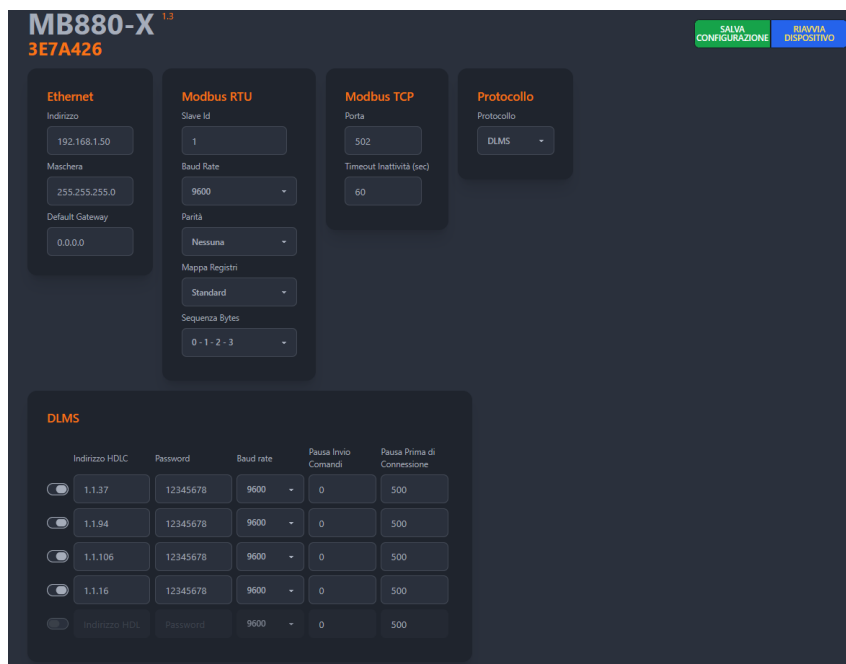 MB880-X 1.3
3E7A426
SALVA
CONFIGURAZIONE
RIAVVIA
DISPOSITIVO
Ethernet
Indirizzo
192.168.1.50
Maschera
255.255.255.0
Default Gateway
0.0.0.0
Modbus RTU
Slave Id
1
Baud Rate
9600
Parità
Nessuna
Mappa Registri
Standard
Sequenza Bytes
0 - 1 - 2 - 3
Modbus TCP
Porta
502
Timeout Inattività (sec)
60
Protocollo
Protocollo
DLMS
DLMS
Indirizzo HDLC Password Baud rate Pausa Invio Comandi Pausa Prima di Connessione
1.1.37 12345678 9600 0 500
1.1.94 12345678 9600 0 500
1.1.106 12345678 9600 0 500
1.1.16 12345678 9600 0 500
Indirizzo HDL Password 9600 0 500